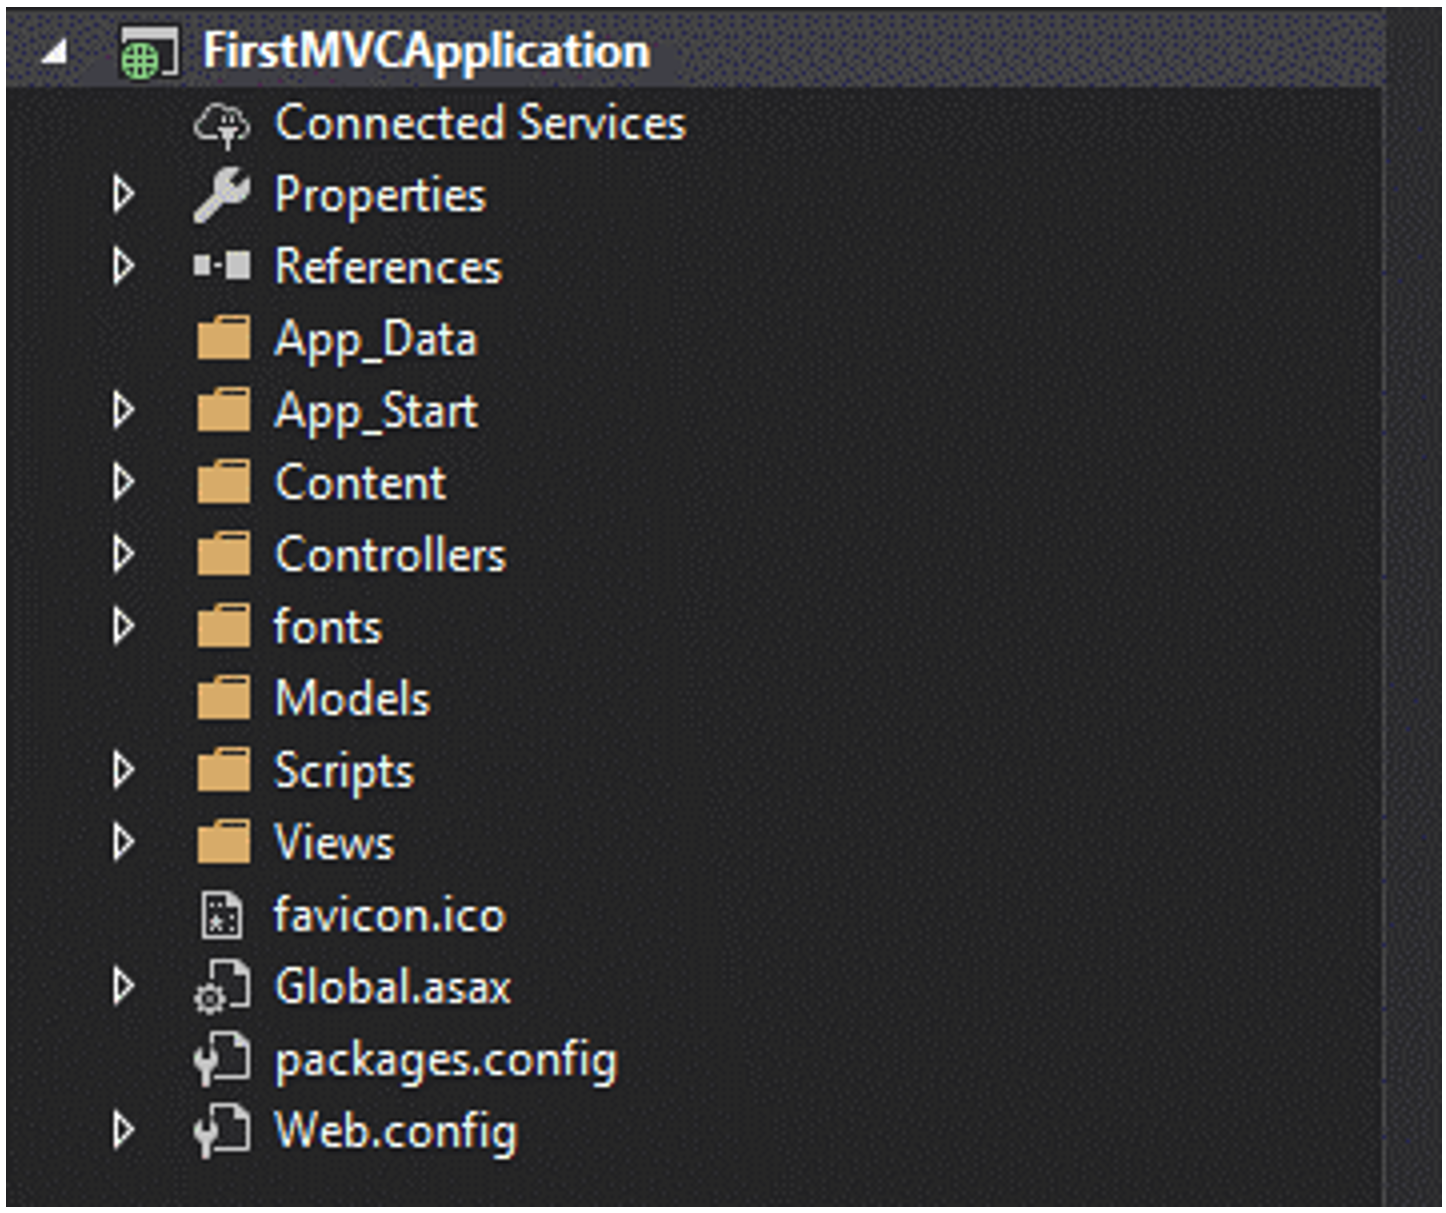 FirstMVCApplication
Connected Services
Properties
References
App_Data
App_Start
Content
Controllers
fonts
Models
Scripts
Views
favicon.ico
Global.asax
packages.config
Web.config